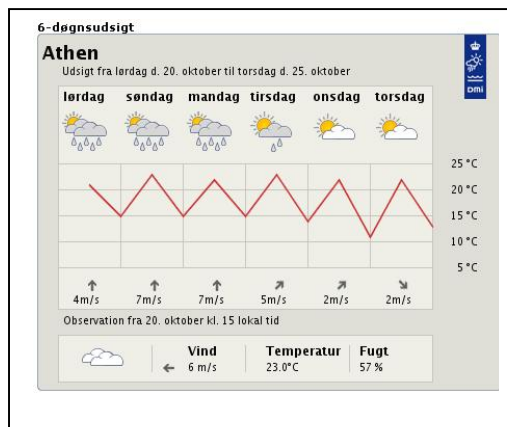 6-døgnsudsigt
Athen
Udsigt fra lørdag d. 20. oktober til torsdag d. 25. oktober
lørdag søndag mandag tirsdag onsdag torsdag
DMI
25 °C
20 °C
15 °C
10 °C
5 °C
4m/s 7m/s 7m/s 5m/s 2m/s 2m/s
Observation fra 20. oktober kl. 15 lokal tid
Vind Temperatur Fugt
6 m/s 23.0°C 57 %